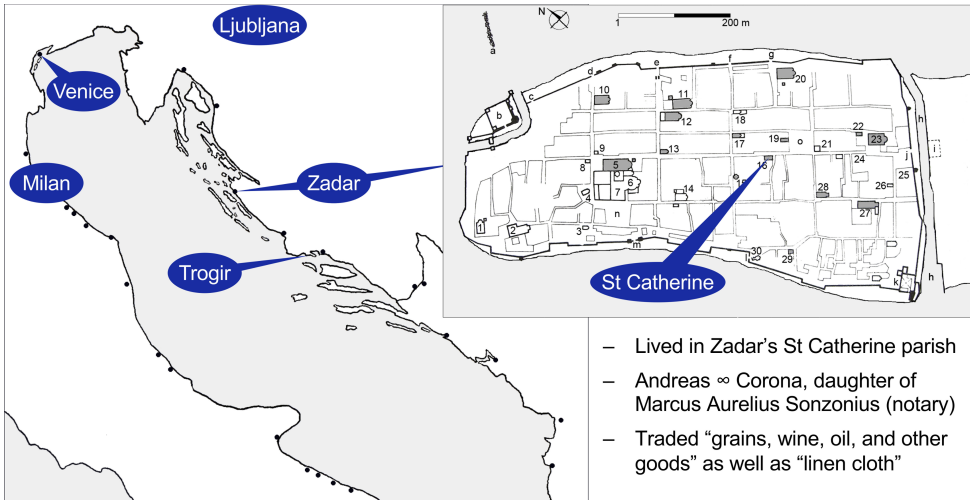 Ljubljana
Venice
Milan
Zadar
Trogir
N
1 200 m
a
b
c
d
e
f
g
h
i
j
h
k
m
n
o
p
1
2
3
4
5
6
7
8
9
10
11
12
13
14
15
16
17
18
19
20
21
22
23
24
25
26
27
28
29
30
St Catherine
– Lived in Zadar’s St Catherine parish
– Andreas ∞ Corona, daughter of
Marcus Aurelius Sonzonius (notary)
– Traded “grains, wine, oil, and other
goods” as well as “linen cloth”